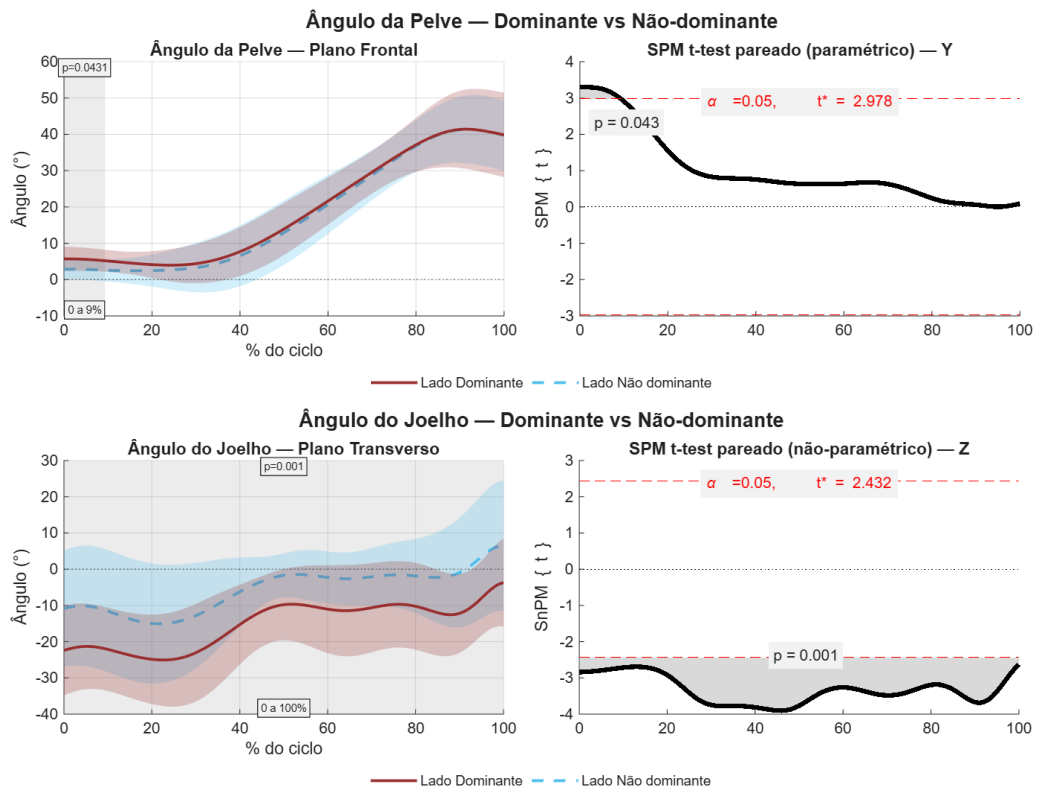 Ângulo da Pelve — Dominante vs Não-dominante
Ângulo da Pelve — Plano Frontal
60
50
40
30
20
10
0
-10
Ângulo (°)
p=0.0431
0 a 9%
0 20 40 60 80 100
% do ciclo
SPM t-test pareado (paramétrico) — Y
4
3
2
1
0
-1
-2
-3
SPM { t }
α =0.05, t* = 2.978
p = 0.043
0 20 40 60 80 100
Lado Dominante Lado Não dominante
Ângulo do Joelho — Dominante vs Não-dominante
Ângulo do Joelho — Plano Transverso
30
20
10
0
-10
-20
-30
-40
Ângulo (°)
p=0.001
0 a 100%
0 20 40 60 80 100
% do ciclo
SPM t-test pareado (não-paramétrico) — Z
3
2
1
0
-1
-2
-3
-4
SnPM { t }
α =0.05, t* = 2.432
p = 0.001
0 20 40 60 80 100
Lado Dominante Lado Não dominante